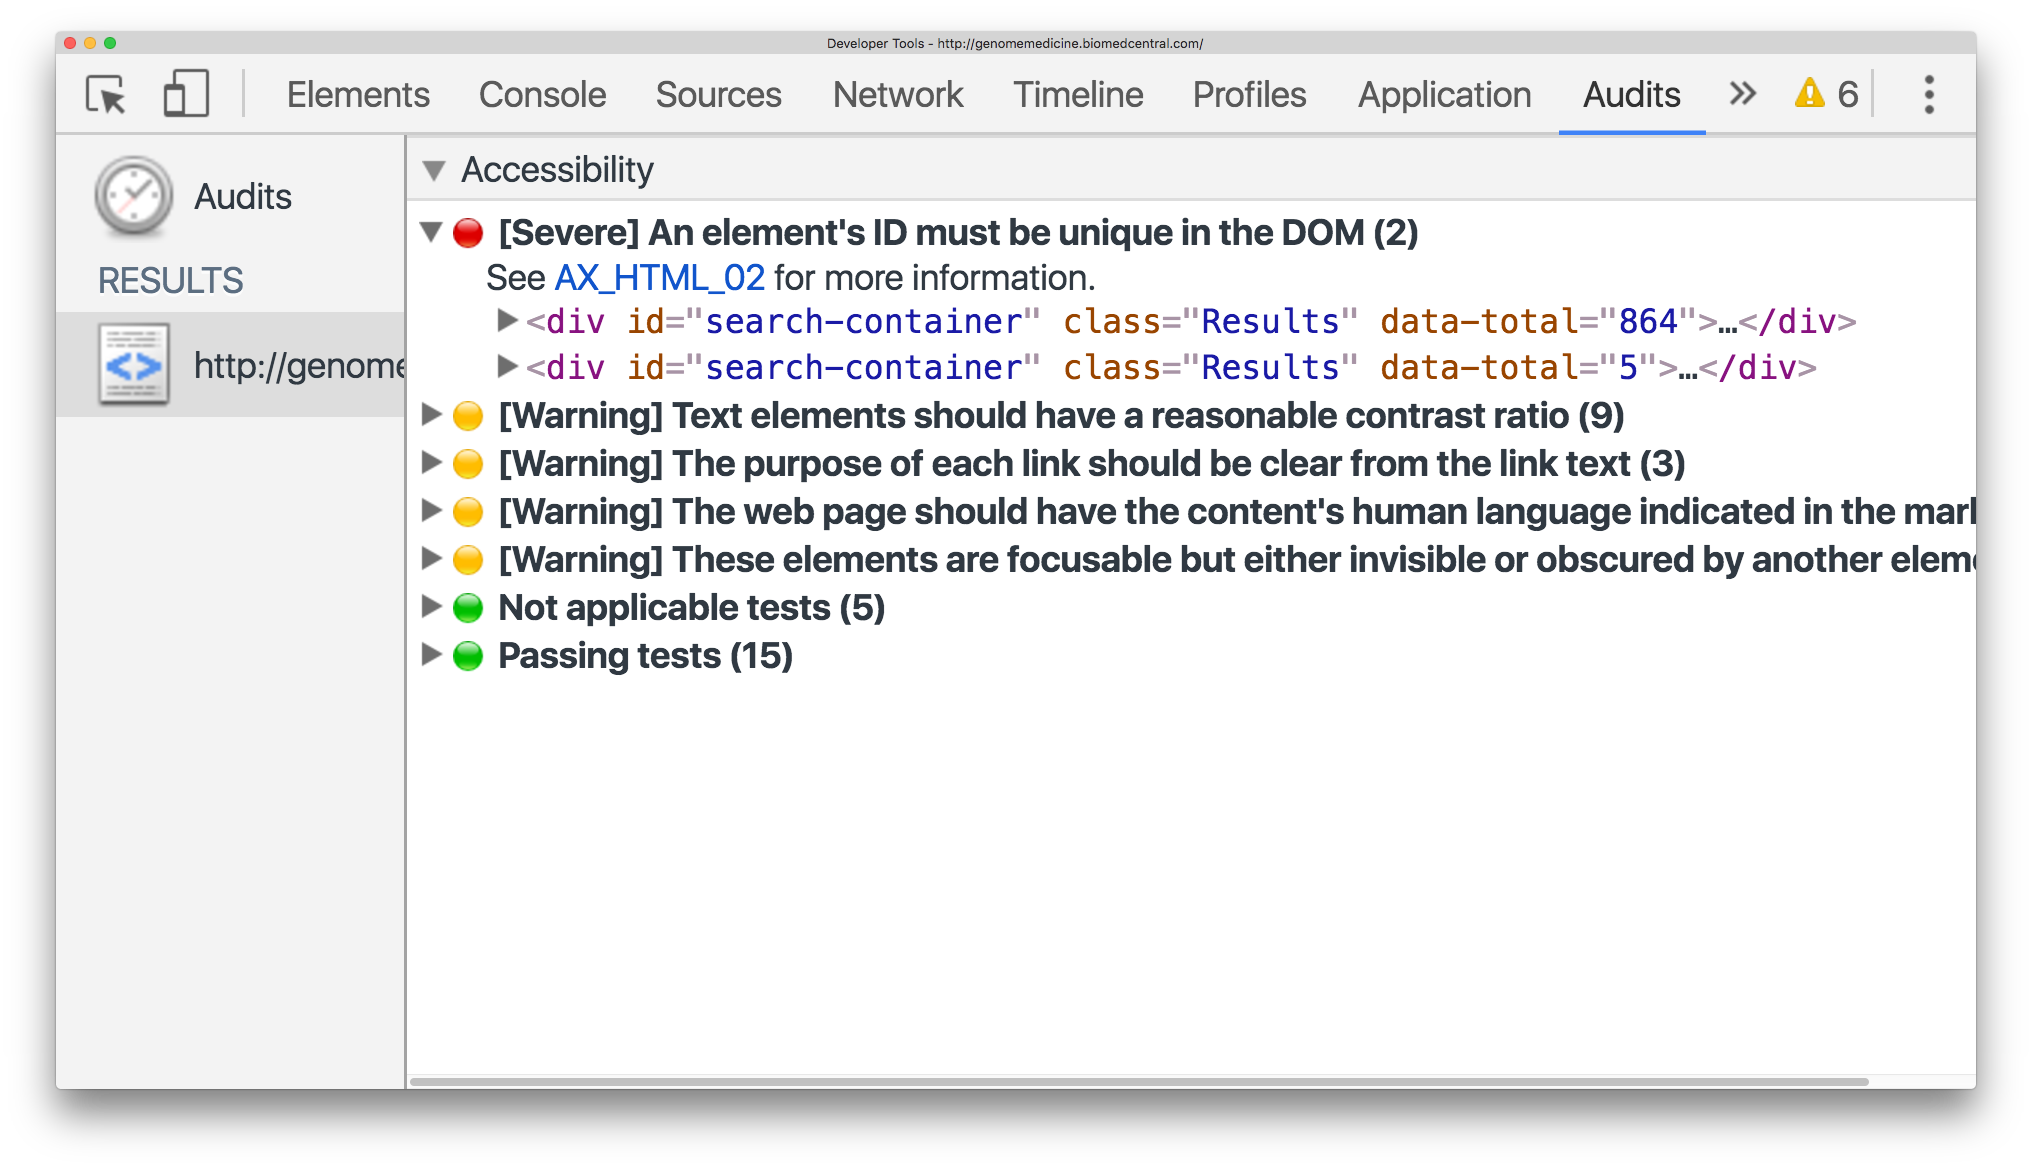 Developer Tools - http://genomemedicine.biomedcentral.com/
Elements Console Sources Network Timeline Profiles Application Audits » 6
Audits
RESULTS
http://genome
Accessibility
[Severe] An element's ID must be unique in the DOM (2)
See AX_HTML_02 for more information.
<div id="search-container" class="Results" data-total="864">…</div>
<div id="search-container" class="Results" data-total="5">…</div>
[Warning] Text elements should have a reasonable contrast ratio (9)
[Warning] The purpose of each link should be clear from the link text (3)
[Warning] The web page should have the content's human language indicated in the
[Warning] These elements are focusable but either invisible or obscured by another
Not applicable tests (5)
Passing tests (15)